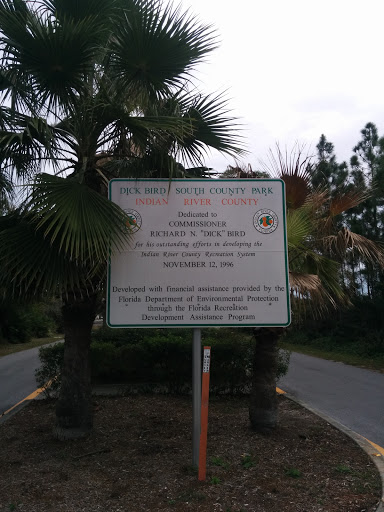 DICK BIRD SOUTH COUNTY PARK
INDIAN RIVER COUNTY
DEDICATED TO
COMMISSIONER
RICHARD N. "DICK" BIRD
for his outstanding efforts in developing the
INDIAN RIVER COUNTY RECREATION SYSTEM
NOVEMBER 12, 1996
Developed with financial assistance provided by the
Florida Department of Environmental Protection
through the Florida Recreation
Development Assistance Program